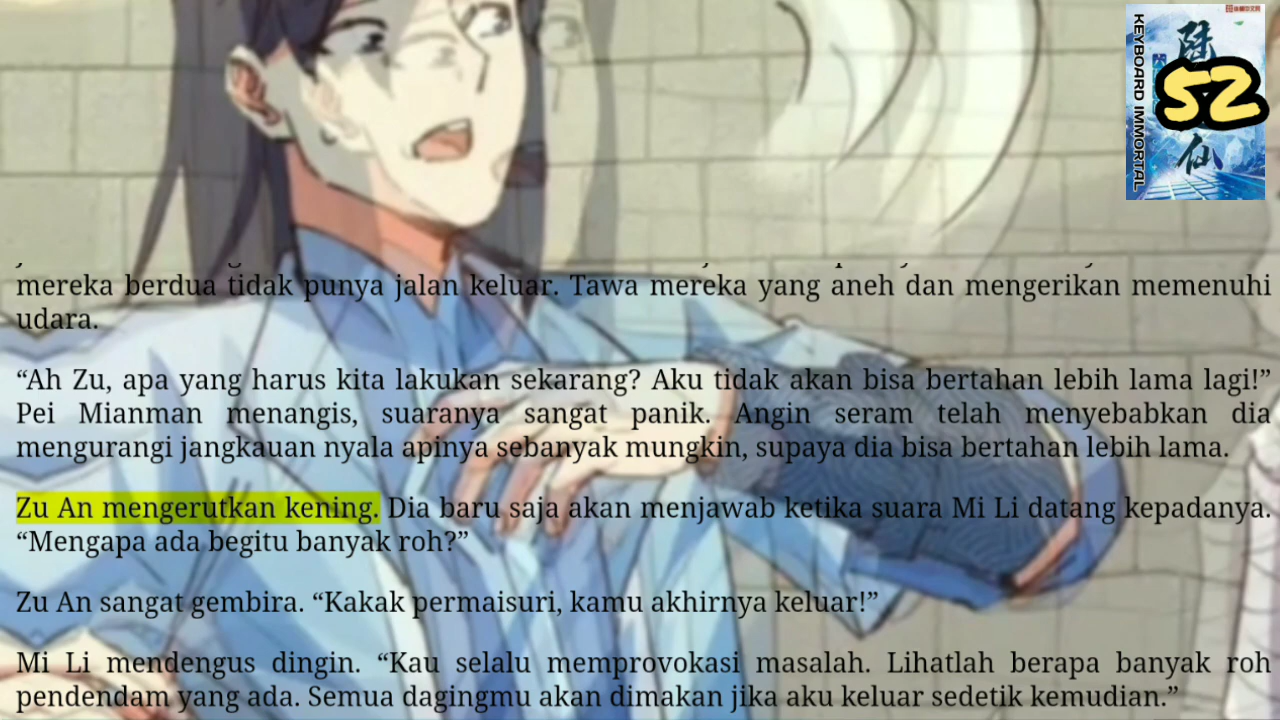 KEYBOARD IMMORTAL
陆
仙
52
mereka berdua tidak punya jalan keluar. Tawa mereka yang aneh dan mengerikan memenuhi
udara.
“Ah Zu, apa yang harus kita lakukan sekarang? Aku tidak akan bisa bertahan lebih lama lagi!”
Pei Mianman menangis, suaranya sangat panik. Angin seram telah menyebabkan dia
mengurangi jangkauan nyala apinya sebanyak mungkin, supaya dia bisa bertahan lebih lama.
Zu An mengerutkan kening. Dia baru saja akan menjawab ketika suara Mi Li datang kepadanya.
“Mengapa ada begitu banyak roh?”
Zu An sangat gembira. “Kakak permaisuri, kamu akhirnya keluar!”
Mi Li mendengus dingin. “Kau selalu memprovokasi masalah. Lihatlah berapa banyak roh
pendendam yang ada. Semua dagingmu akan dimakan jika aku keluar sedetik kemudian.”